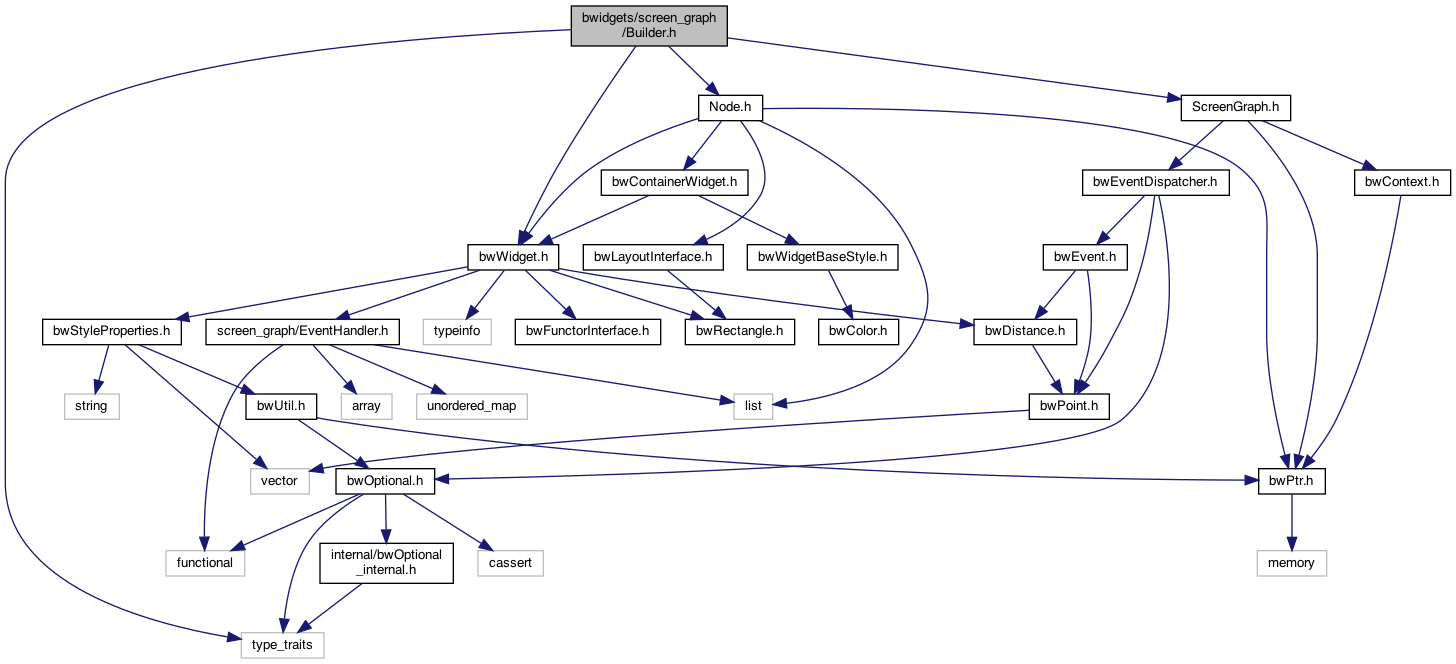 bwidgets/screen_graph
/Builder.h
Node.h
ScreenGraph.h
bwContainerWidget.h
bwEventDispatcher.h
bwContext.h
bwWidget.h
bwLayoutInterface.h
bwWidgetBaseStyle.h
bwEvent.h
bwStyleProperties.h
screen_graph/EventHandler.h
typeinfo
bwFunctorInterface.h
bwRectangle.h
bwColor.h
bwDistance.h
string
bwUtil.h
array
unordered_map
list
bwPoint.h
vector
bwOptional.h
bwPtr.h
functional
internal/bwOptional
_internal.h
cassert
memory
type_traits